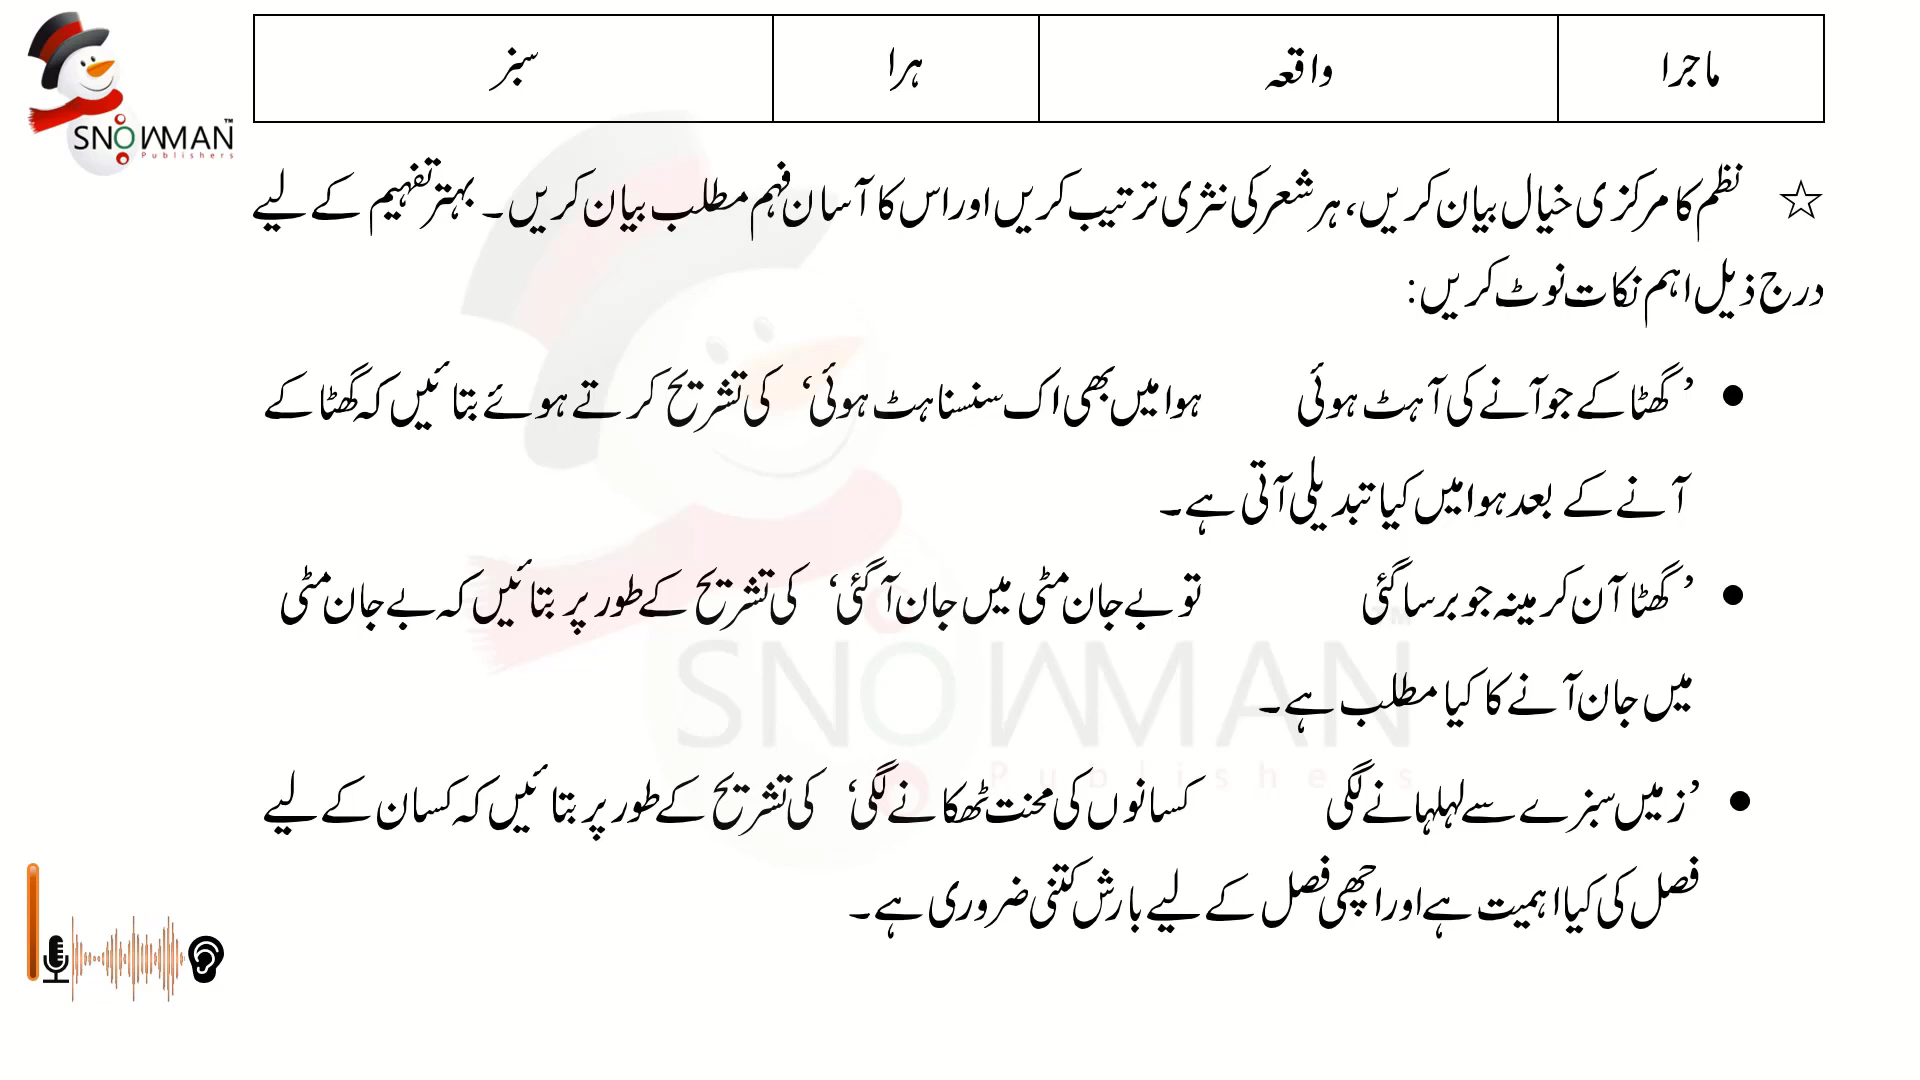 SNOWMAN™
Publishers
ماجرا واقعہ ہرا سبز
☆ نظم کا مرکزی خیال بیان کریں، ہر شعر کی نثری ترتیب کریں اور اس کا آسان فہم مطلب بیان کریں۔ بہتر تفہیم کے لیے
درج ذیل اہم نکات نوٹ کریں:
● ’گھٹا کے جو آنے کی آہٹ ہوئی ہوا میں بھی اک سنسناہٹ ہوئی‘ کی تشریح کرتے ہوئے بتائیں کہ گھٹا کے
آنے کے بعد ہوا میں کیا تبدیلی آتی ہے۔
● ’گھٹا آن کر مینہ جو برسا گئی تو بے جان مٹی میں جان آ گئی‘ کی تشریح کے طور پر بتائیں کہ بے جان مٹی
میں جان آنے کا کیا مطلب ہے۔
● ’زمیں سبزے سے لہلہانے لگی کسانوں کی محنت ٹھکانے لگی‘ کی تشریح کے طور پر بتائیں کہ کسان کے لیے
فصل کی کیا اہمیت ہے اور اچھی فصل کے لیے بارش کتنی ضروری ہے۔
SNOWMAN™
Publishers